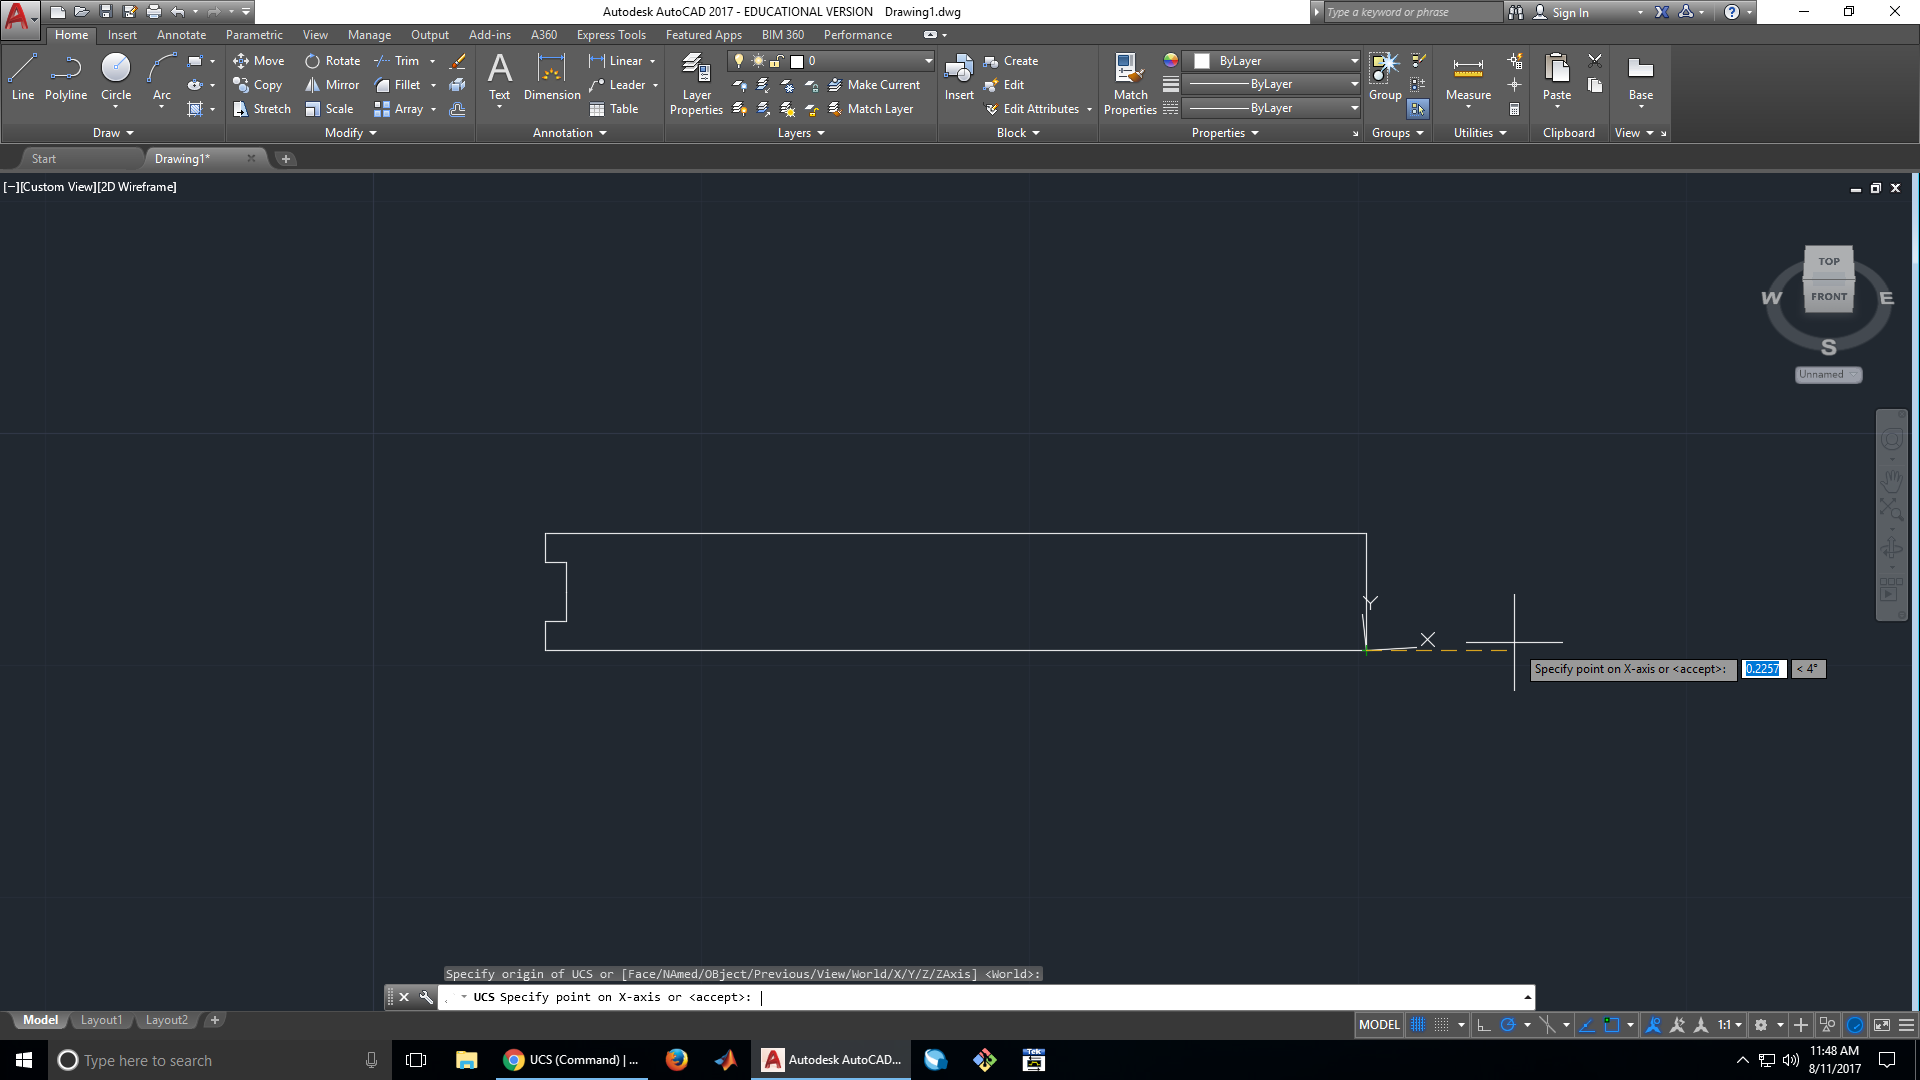 Autodesk AutoCAD 2017 - EDUCATIONAL VERSION Drawing1.dwg
Type a keyword or phrase
Sign In
Home Insert Annotate Parametric View Manage Output Add-ins A360 Express Tools Featured Apps BIM 360 Performance
Line Polyline Circle Arc
Draw
Move Rotate Trim
Copy Mirror Fillet
Stretch Scale Array
Modify
Text Dimension
Linear
Leader
Table
Annotation
Layer Properties
0
Make Current
Match Layer
Layers
Insert
Create
Edit
Edit Attributes
Block
Match Properties
ByLayer
ByLayer
ByLayer
Properties
Group
Groups
Measure
Utilities
Paste
Clipboard
Base
View
Start Drawing1*
[−][Custom View][2D Wireframe]
TOP
FRONT
W E
S
Unnamed
Y
X
Specify point on X-axis or <accept>: 0.2257 < 4°
Specify origin of UCS or [Face/NAmed/OBject/Previous/View/World/X/Y/Z/ZAxis] <World>:
UCS Specify point on X-axis or <accept>:
Model Layout1 Layout2
MODEL 1:1
Type here to search
UCS (Command) | ...
Autodesk AutoCAD...
Tek
11:48 AM
8/11/2017